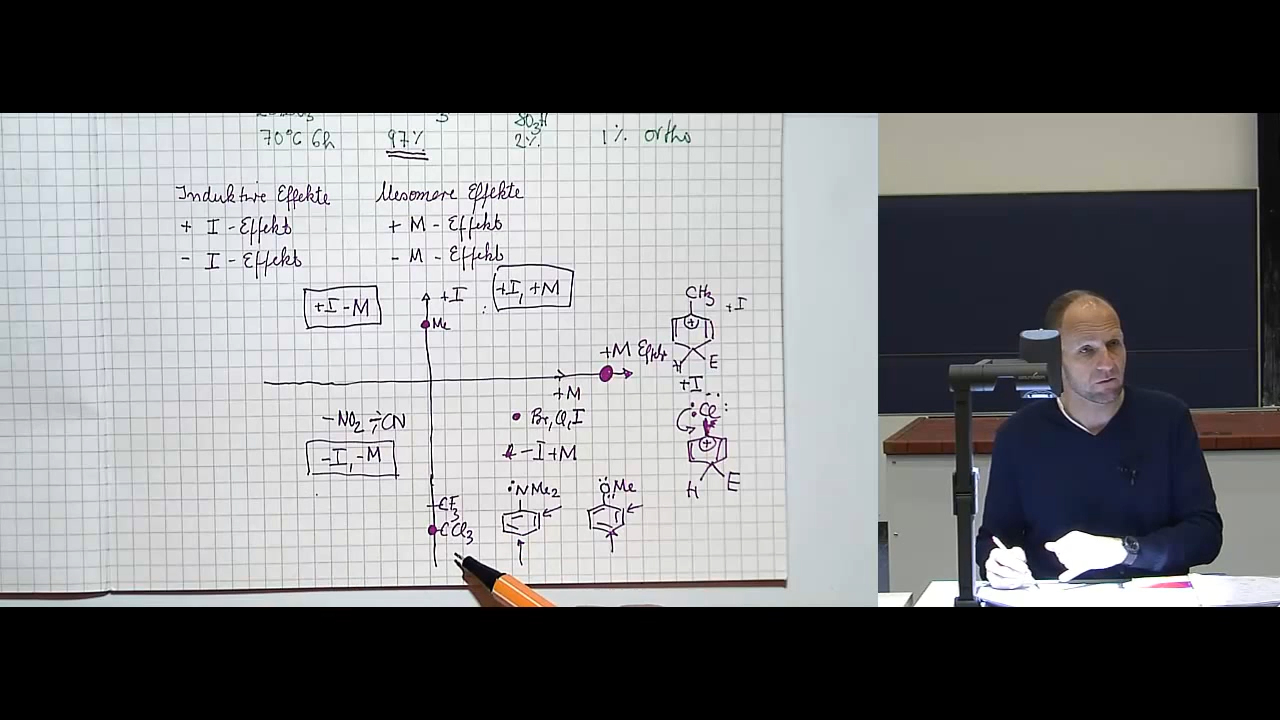 SO3H
70°C 6h 97% 2% 1% ortho
Induktive Effekte Mesomere Effekte
+ I-Effekt + M-Effekt
- I-Effekt - M-Effekt
+I -M +I +I, +M CH3 +I
Me
+M Effekt H E
+M +I
-NO2 -CN Br, Cl, I Cl
-I, -M -I +M
H E
CF3 NMe2 OMe
CCl3